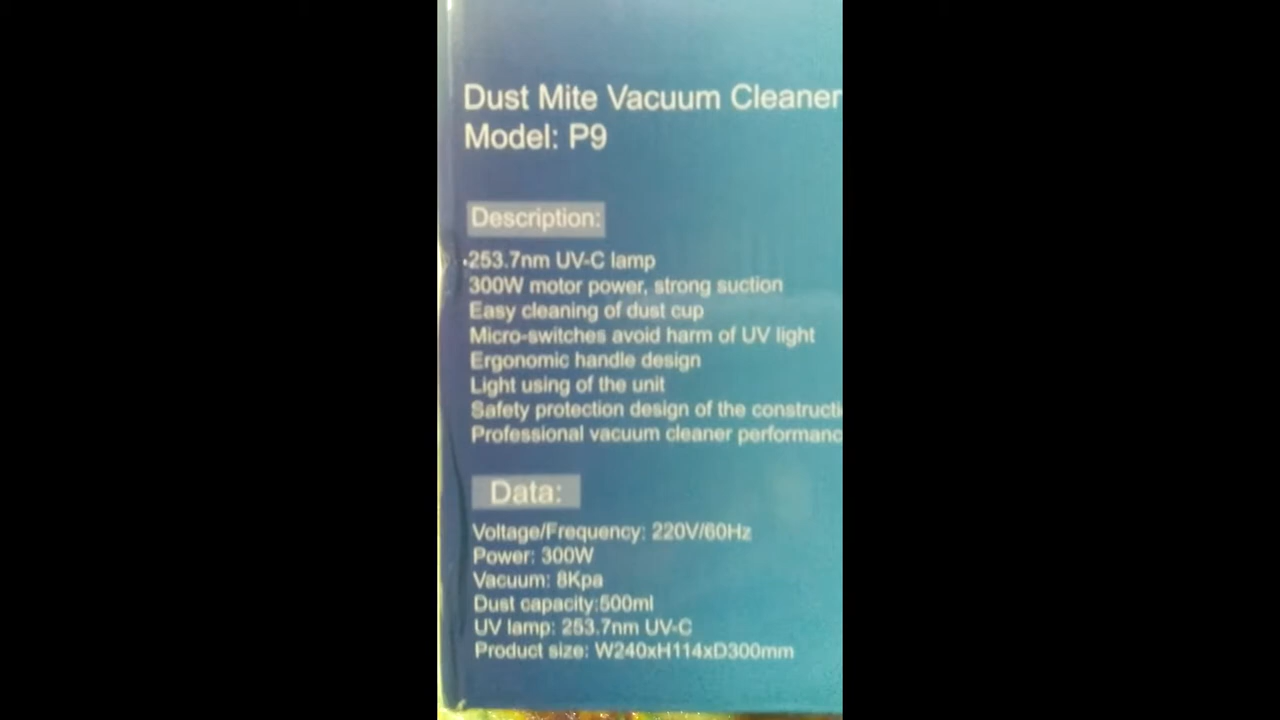 Dust Mite Vacuum Cleaner
Model: P9
Description:
253.7nm UV-C lamp
300W motor power, strong suction
Easy cleaning of dust cup
Micro-switches avoid harm of UV light
Ergonomic handle design
Light using of the unit
Safety protection design of the constructi
Professional vacuum cleaner performanc
Data:
Voltage/Frequency: 220V/60Hz
Power: 300W
Vacuum: 8Kpa
Dust capacity:500ml
UV lamp: 253.7nm UV-C
Product size: W240xH114xD300mm